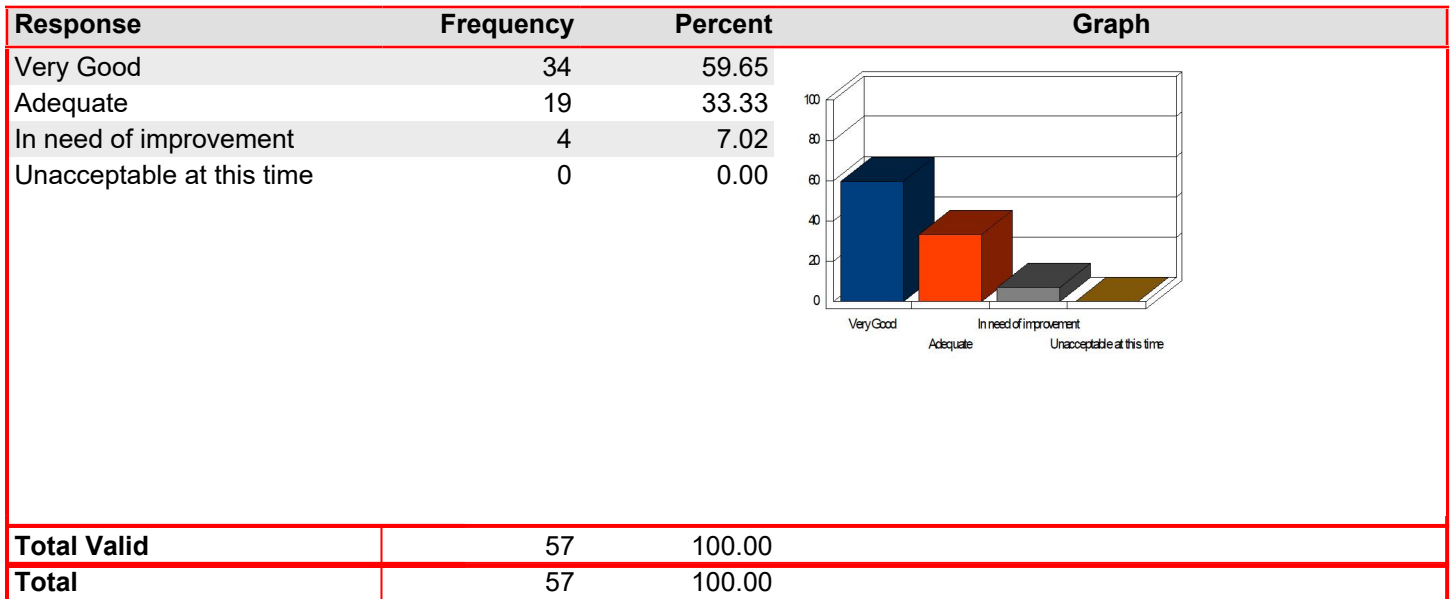 Response Frequency Percent Graph
Very Good 34 59.65
Adequate 19 33.33
In need of improvement 4 7.02
Unacceptable at this time 0 0.00
100
80
60
40
20
0
Very Good In need of improvement
Adequate Unacceptable at this time
Total Valid 57 100.00
Total 57 100.00